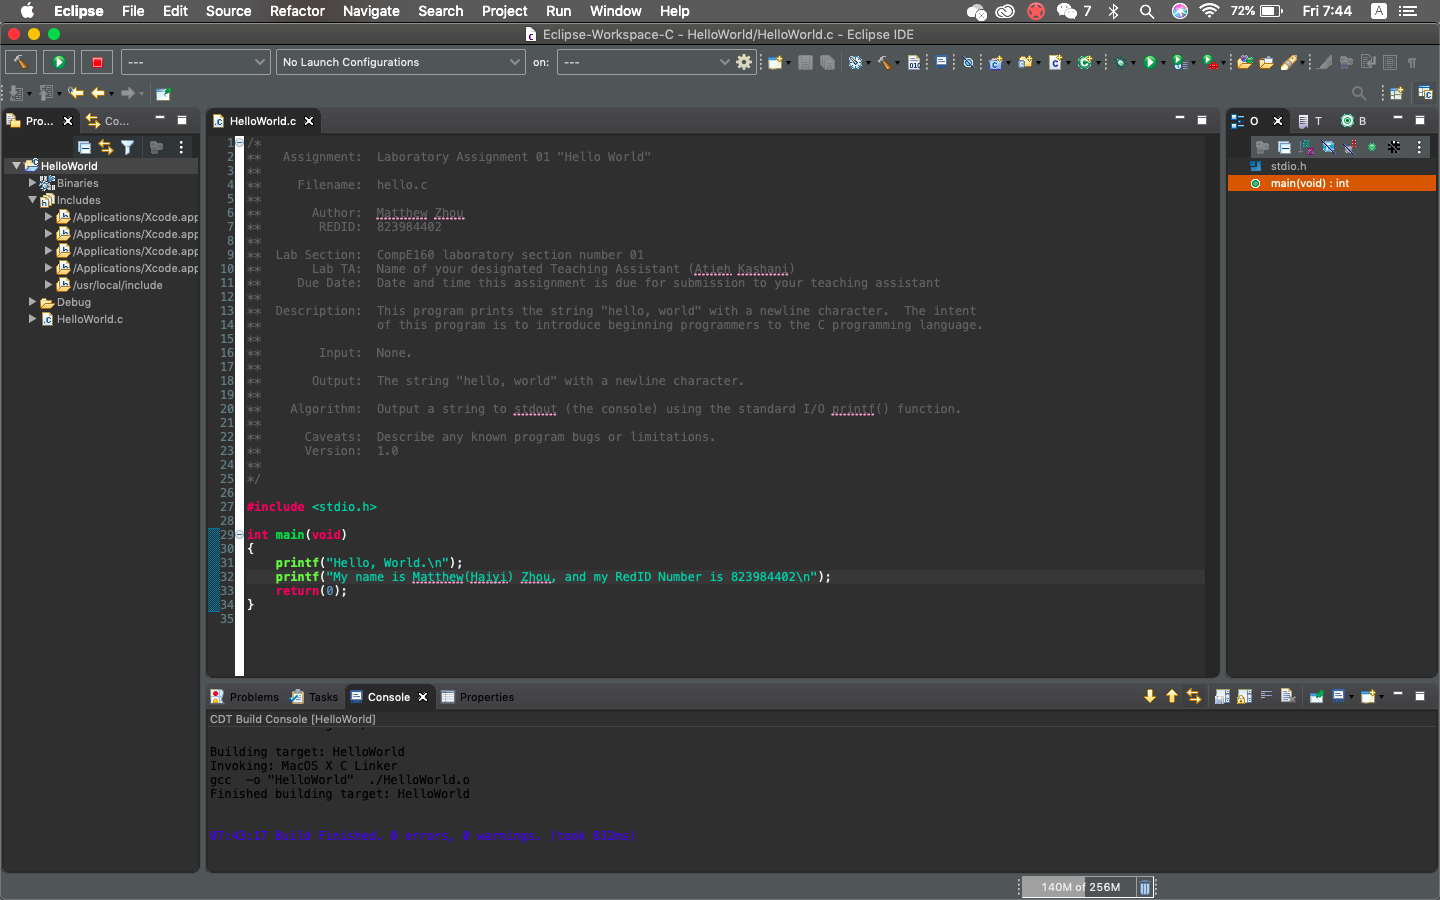 Eclipse File Edit Source Refactor Navigate Search Project Run Window Help 7 72% Fri 7:44 A
Eclipse-Workspace-C - HelloWorld/HelloWorld.c - Eclipse IDE
--- No Launch Configurations on: ---
Pro... Co...
HelloWorld
Binaries
Includes
/Applications/Xcode.app
/Applications/Xcode.app
/Applications/Xcode.app
/Applications/Xcode.app
/usr/local/include
Debug
HelloWorld.c
HelloWorld.c
1 /*
2 ** Assignment: Laboratory Assignment 01 "Hello World"
3 **
4 ** Filename: hello.c
5 **
6 ** Author: Matthew Zhou
7 ** REDID: 823984402
8 **
9 ** Lab Section: CompE160 laboratory section number 01
10 ** Lab TA: Name of your designated Teaching Assistant (Atieh Kashani)
11 ** Due Date: Date and time this assignment is due for submission to your teaching assistant
12 **
13 ** Description: This program prints the string "hello, world" with a newline character. The intent
14 ** of this program is to introduce beginning programmers to the C programming language.
15 **
16 ** Input: None.
17 **
18 ** Output: The string "hello, world" with a newline character.
19 **
20 ** Algorithm: Output a string to stdout (the console) using the standard I/O printf() function.
21 **
22 ** Caveats: Describe any known program bugs or limitations.
23 ** Version: 1.0
24 **
25 */
26
27 #include <stdio.h>
28
29 int main(void)
30 {
31 printf("Hello, World.\n");
32 printf("My name is Matthew(Haiyi) Zhou, and my RedID Number is 823984402\n");
33 return(0);
34 }
35
O T B
stdio.h
main(void) : int
Problems Tasks Console Properties
CDT Build Console [HelloWorld]
Building target: HelloWorld
Invoking: MacOS X C Linker
gcc -o "HelloWorld" ./HelloWorld.o
Finished building target: HelloWorld
Build Finished. 0 errors, 0 warnings.
140M of 256M